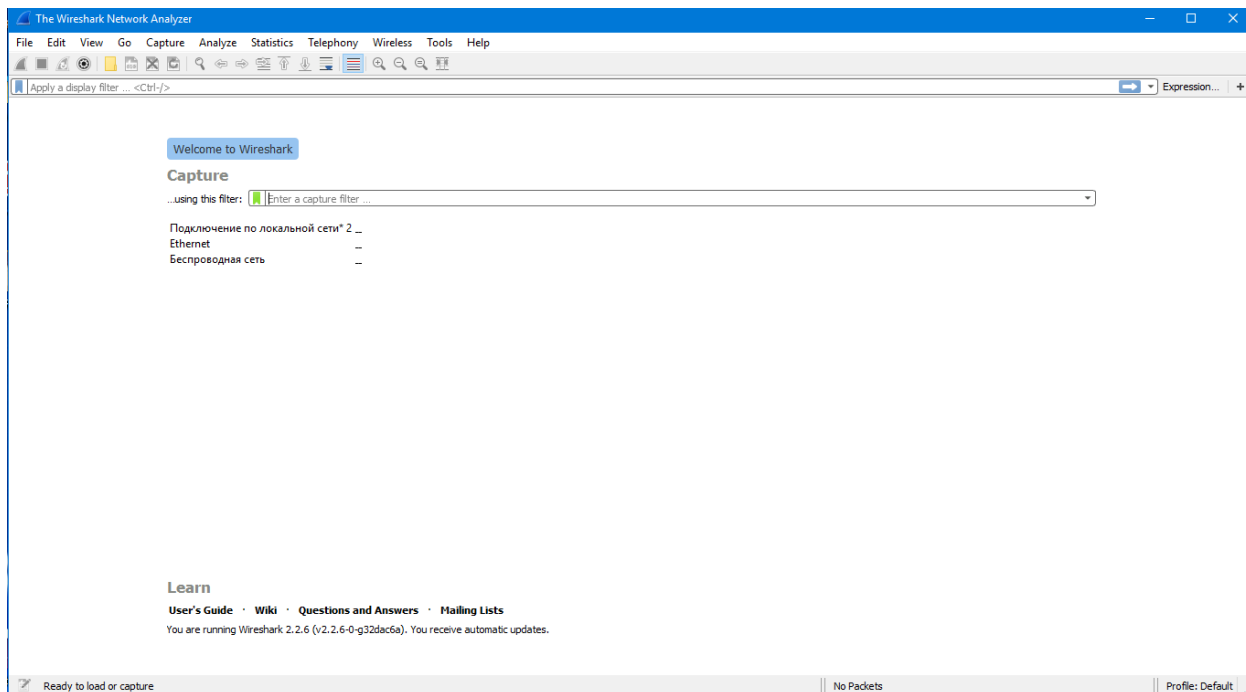 The Wireshark Network Analyzer
File Edit View Go Capture Analyze Statistics Telephony Wireless Tools Help
Apply a display filter ... <Ctrl-/> Expression... +
Welcome to Wireshark
Capture
...using this filter: Enter a capture filter ...
Подключение по локальной сети* 2
Ethernet
Беспроводная сеть
Learn
User's Guide · Wiki · Questions and Answers · Mailing Lists
You are running Wireshark 2.2.6 (v2.2.6-0-g32dac6a). You receive automatic updates.
Ready to load or capture No Packets Profile: Default